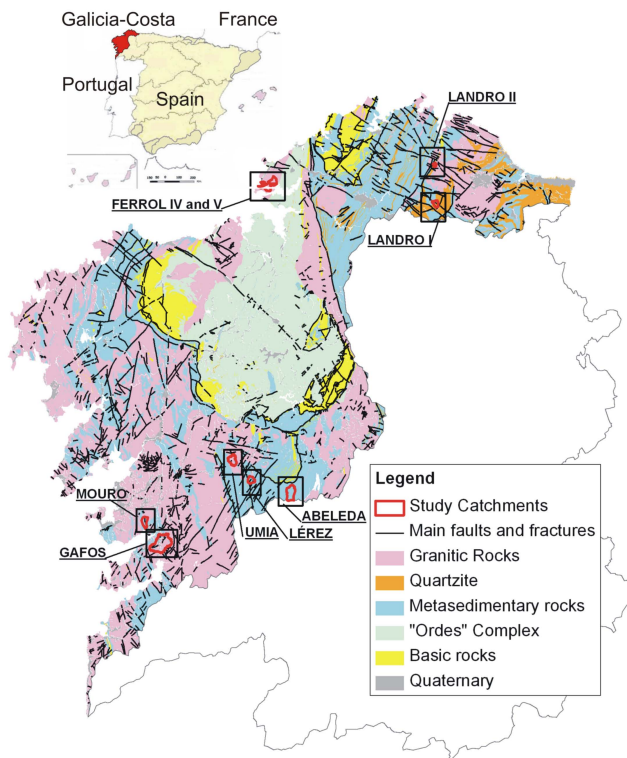 Galicia-Costa
France
Portugal
Spain
LANDRO II
FERROL IV and V
LANDRO I
MOURO
GAFOS
UMIA
LÉREZ
ABELEDA
Legend
Study Catchments
Main faults and fractures
Granitic Rocks
Quartzite
Metasedimentary rocks
"Ordes" Complex
Basic rocks
Quaternary